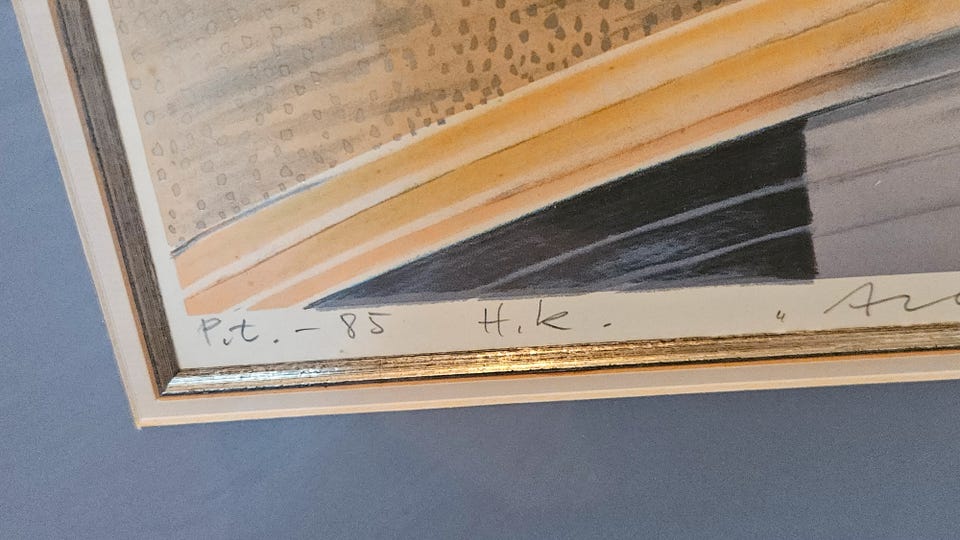 P.t. - 85 H.k. "